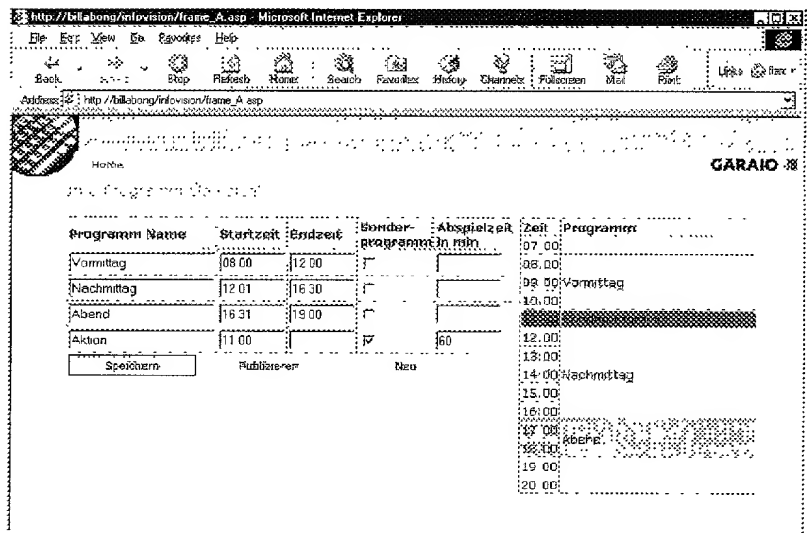 http://billabong/infovision/frame_A.asp - Microsoft Internet Explorer
File Edit View Go Favorites Help
Back Stop Refresh Home Search Favorites History Channels Fullscreen Mail Print Links
Address http://billabong/infovision/frame_A.asp
Home
GARAIO
Programm Name Startzeit Endzeit Sonder-programm Abspielzeit in min
Vormittag 08.00 12.00
Nachmittag 12.01 16.30
Abend 16.31 19.00
Aktion 11.00 60
Speichern Publizieren Neu
Zeit Programm
07.00
08.00
09.00 Vormittag
10.00
12.00
13:00
14:00 Nachmittag
15.00
16:00
17.00
18.00 Abend
19.00
20.00